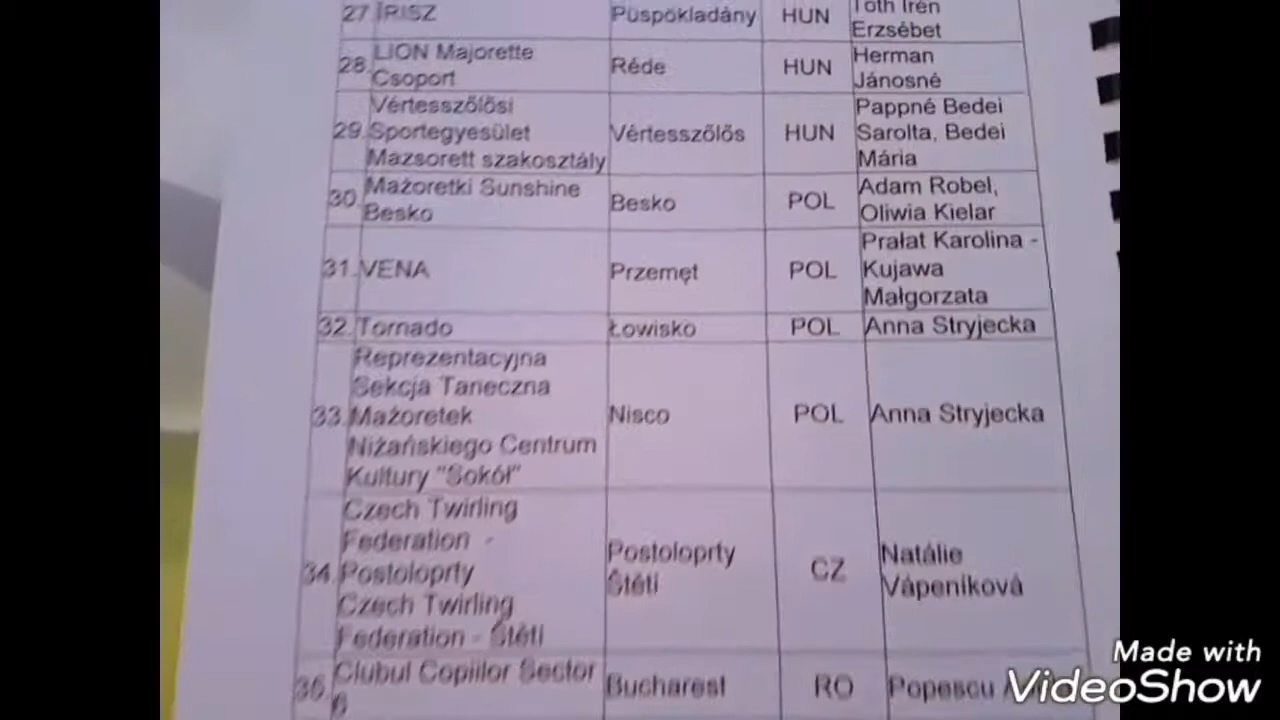 27 ÍRISZ Püspökladány HUN Tóth Irén
Erzsébet
28. LION Majorette
Csoport Réde HUN Herman
Jánosné
29. Vértesszőlősi
Sportegyesület
Mazsorett szakosztály Vértesszőlős HUN Pappné Bedei
Sarolta, Bedei
Mária
30. Mażoretki Sunshine
Besko Besko POL Adam Robel,
Oliwia Kielar
31. VENA Przemęt POL Prałat Karolina -
Kujawa
Małgorzata
32. Tornado Łowisko POL Anna Stryjecka
33. Reprezentacyjna
Sekcja Taneczna
Mażoretek
Niżańskiego Centrum
Kultury "Sokół" Nisco POL Anna Stryjecka
34. Czech Twirling
Federation -
Postoloprty
Czech Twirling
Federation - Štětí Postoloprty
Štětí CZ Natálie
Vápeníková
35. Clubul Copiilor Sector
6 Bucharest RO Popescu
Made with
VideoShow